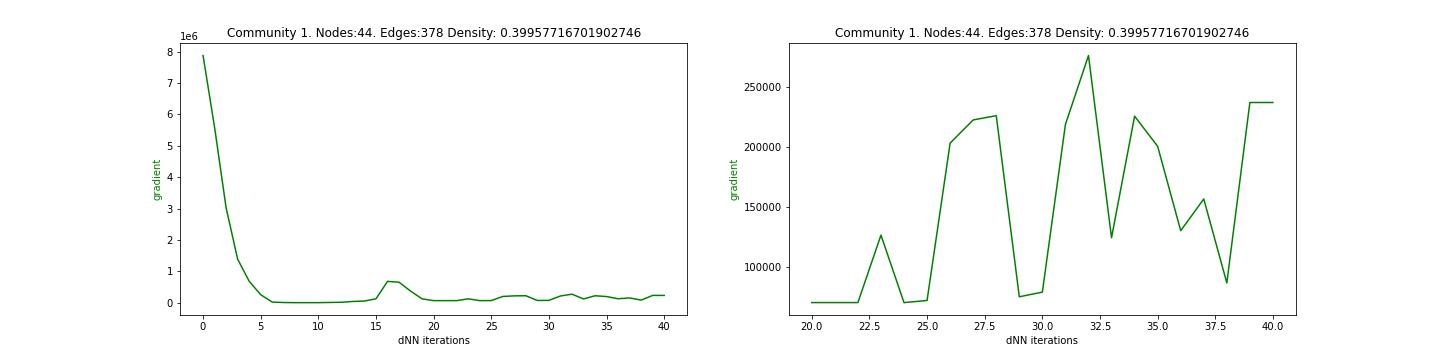 Community 1. Nodes:44. Edges:378 Density: 0.39957716701902746
1e6
8
7
6
5
4
3
2
1
0
gradient
0 5 10 15 20 25 30 35 40
dNN iterations
Community 1. Nodes:44. Edges:378 Density: 0.39957716701902746
250000
200000
150000
100000
gradient
20.0 22.5 25.0 27.5 30.0 32.5 35.0 37.5 40.0
dNN iterations